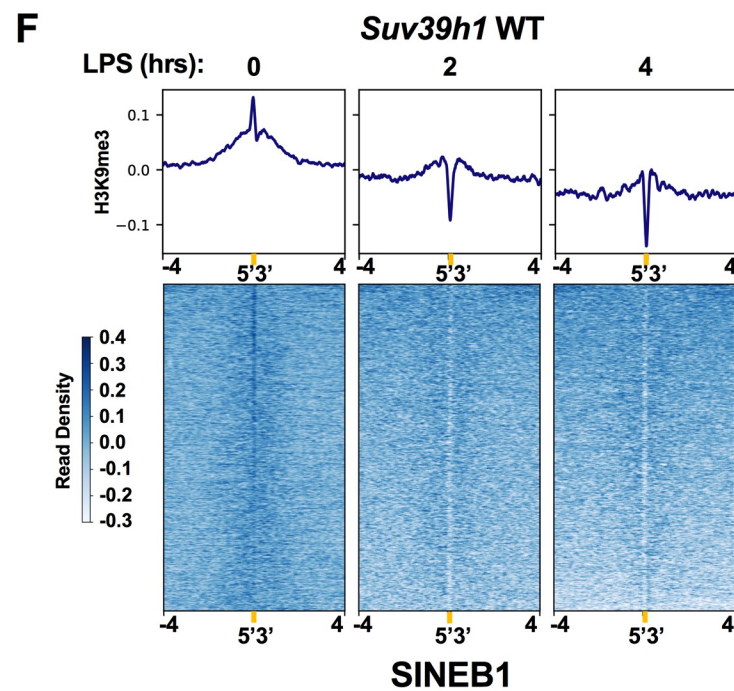 F
Suv39h1 WT
LPS (hrs): 0 2 4
H3K9me3
0.1
0.0
−0.1
-4 5'3' 4 -4 5'3' 4 -4 5'3' 4
Read Density
0.4
0.3
0.2
0.1
0.0
-0.1
-0.2
-0.3
-4 5'3' 4 -4 5'3' 4 -4 5'3' 4
SINEB1